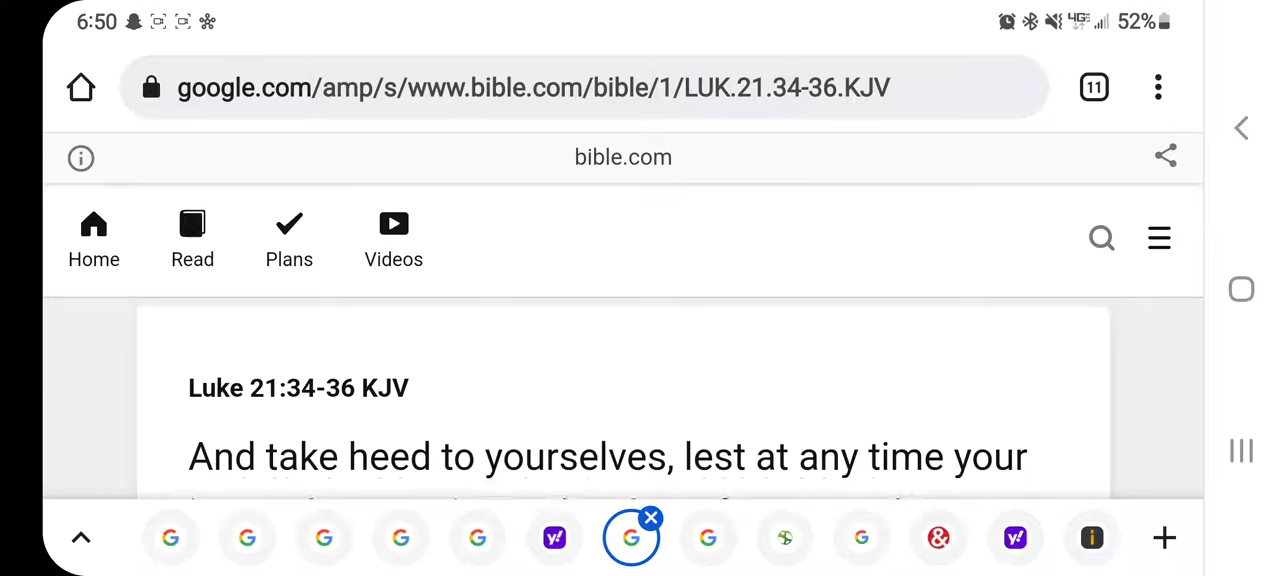 6:50 4G 52%
google.com/amp/s/www.bible.com/bible/1/LUK.21.34-36.KJV 11
bible.com
Home Read Plans Videos
Luke 21:34-36 KJV
And take heed to yourselves, lest at any time your
G G G G G y! G G G & y! i